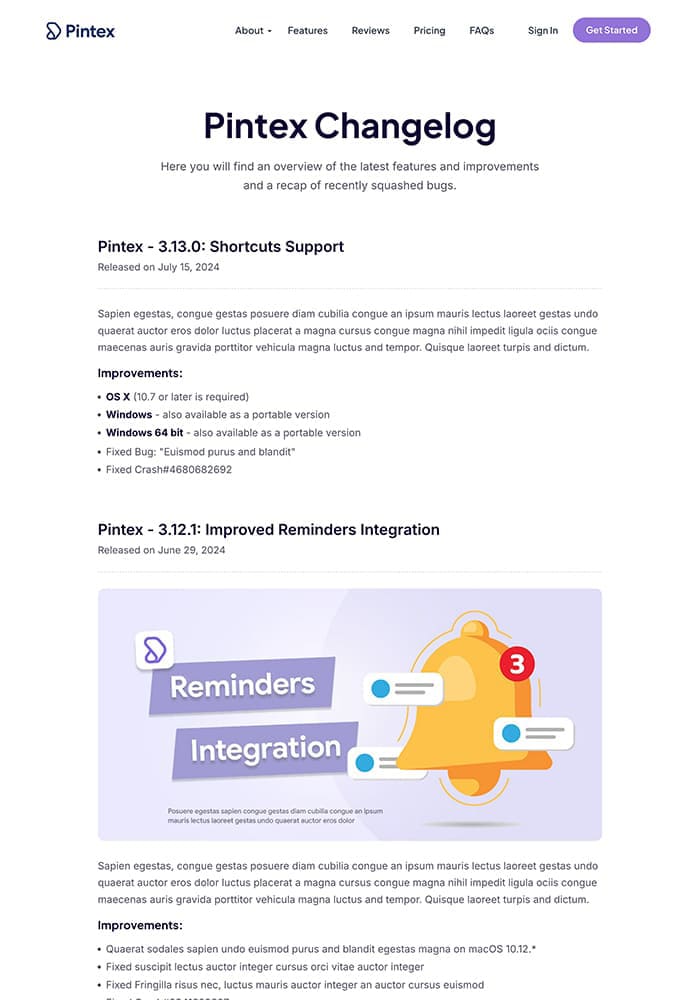 Pintex
About
Features
Reviews
Pricing
FAQs
Sign In
Get Started
Pintex Changelog
Here you will find an overview of the latest features and improvements
and a recap of recently squashed bugs.
Pintex - 3.13.0: Shortcuts Support
Released on July 15, 2024
Sapien egestas, congue gestas posuere diam cubilia congue an ipsum mauris lectus laoreet gestas undo
quaerat auctor eros dolor luctus placerat a magna cursus congue magna nihil impedit ligula ociis congue
maecenas auris gravida porttitor vehicula magna luctus and tempor. Quisque laoreet turpis and dictum.
Improvements:
• OS X (10.7 or later is required)
• Windows - also available as a portable version
• Windows 64 bit - also available as a portable version
• Fixed Bug: "Euismod purus and blandit"
• Fixed Crash#4680682692
Pintex - 3.12.1: Improved Reminders Integration
Released on June 29, 2024
Reminders
Integration
3
Posuere egestas sapien congue gestas diam cubilia congue an ipsum
mauris lectus laoreet gestas undo quaerat auctor eros dolor
Sapien egestas, congue gestas posuere diam cubilia congue an ipsum mauris lectus laoreet gestas undo
quaerat auctor eros dolor luctus placerat a magna cursus congue magna nihil impedit ligula ociis congue
maecenas auris gravida porttitor vehicula magna luctus and tempor. Quisque laoreet turpis and dictum.
Improvements:
• Quaerat sodales sapien undo euismod purus and blandit egestas magna on macOS 10.12.*
• Fixed suscipit lectus auctor integer cursus orci vitae auctor integer
• Fixed Fringilla risus nec, luctus mauris auctor integer an auctor cursus euismod